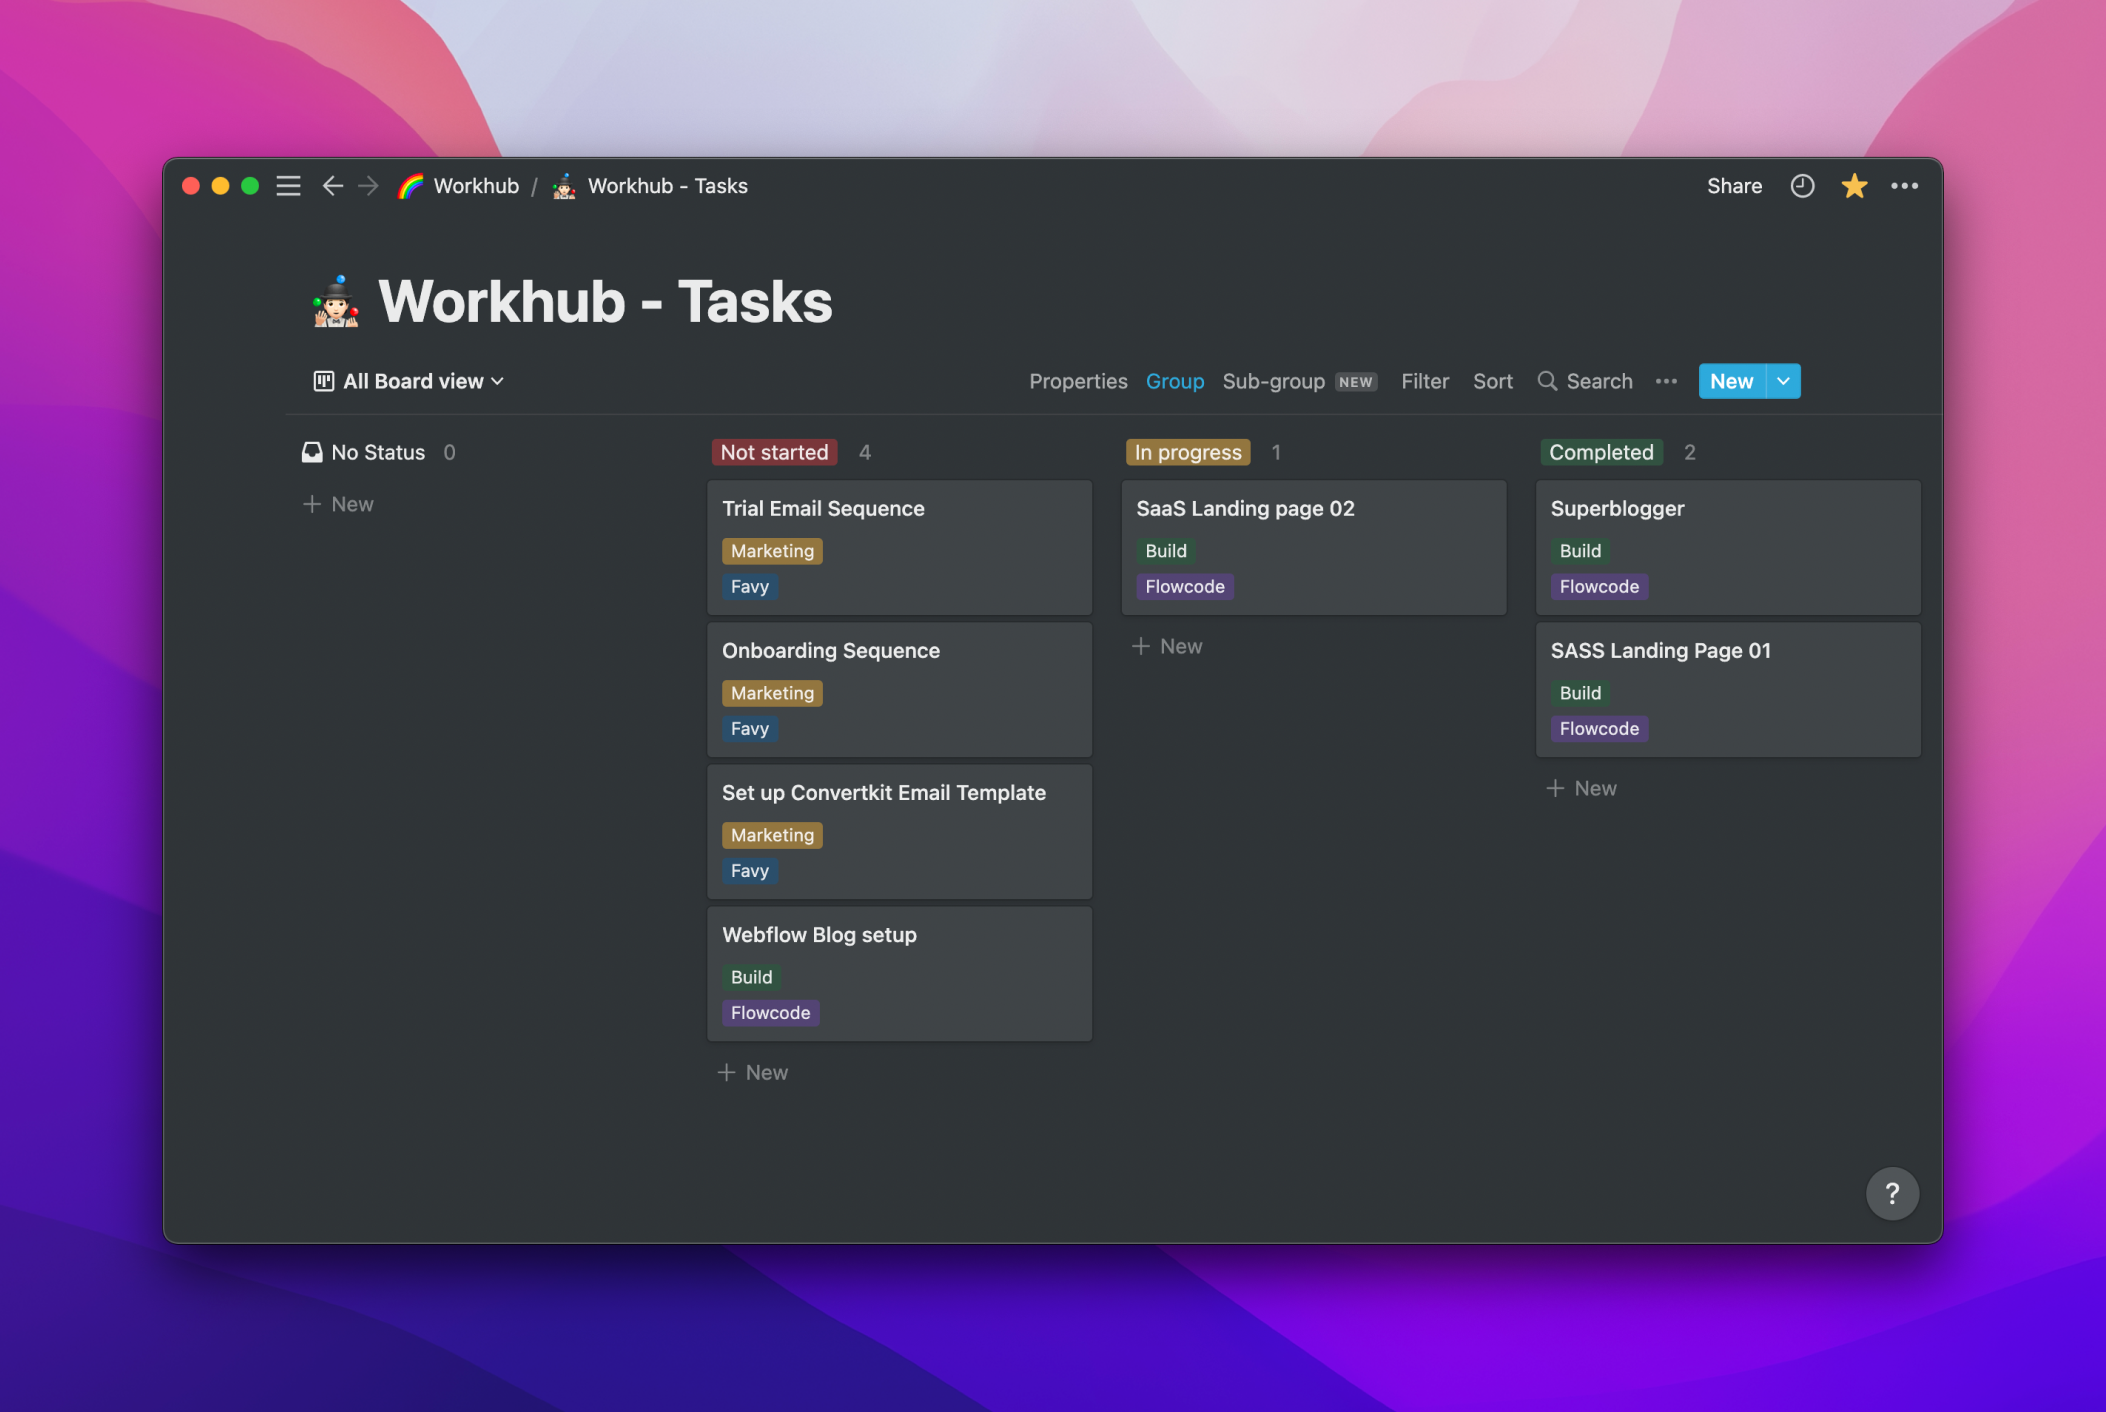 Workhub / Workhub - Tasks
Share
Workhub - Tasks
All Board view
Properties Group Sub-group NEW Filter Sort Search New
No Status 0
New
Not started 4
Trial Email Sequence
Marketing
Favy
Onboarding Sequence
Marketing
Favy
Set up Convertkit Email Template
Marketing
Favy
Webflow Blog setup
Build
Flowcode
New
In progress 1
SaaS Landing page 02
Build
Flowcode
New
Completed 2
Superblogger
Build
Flowcode
SASS Landing Page 01
Build
Flowcode
New
?